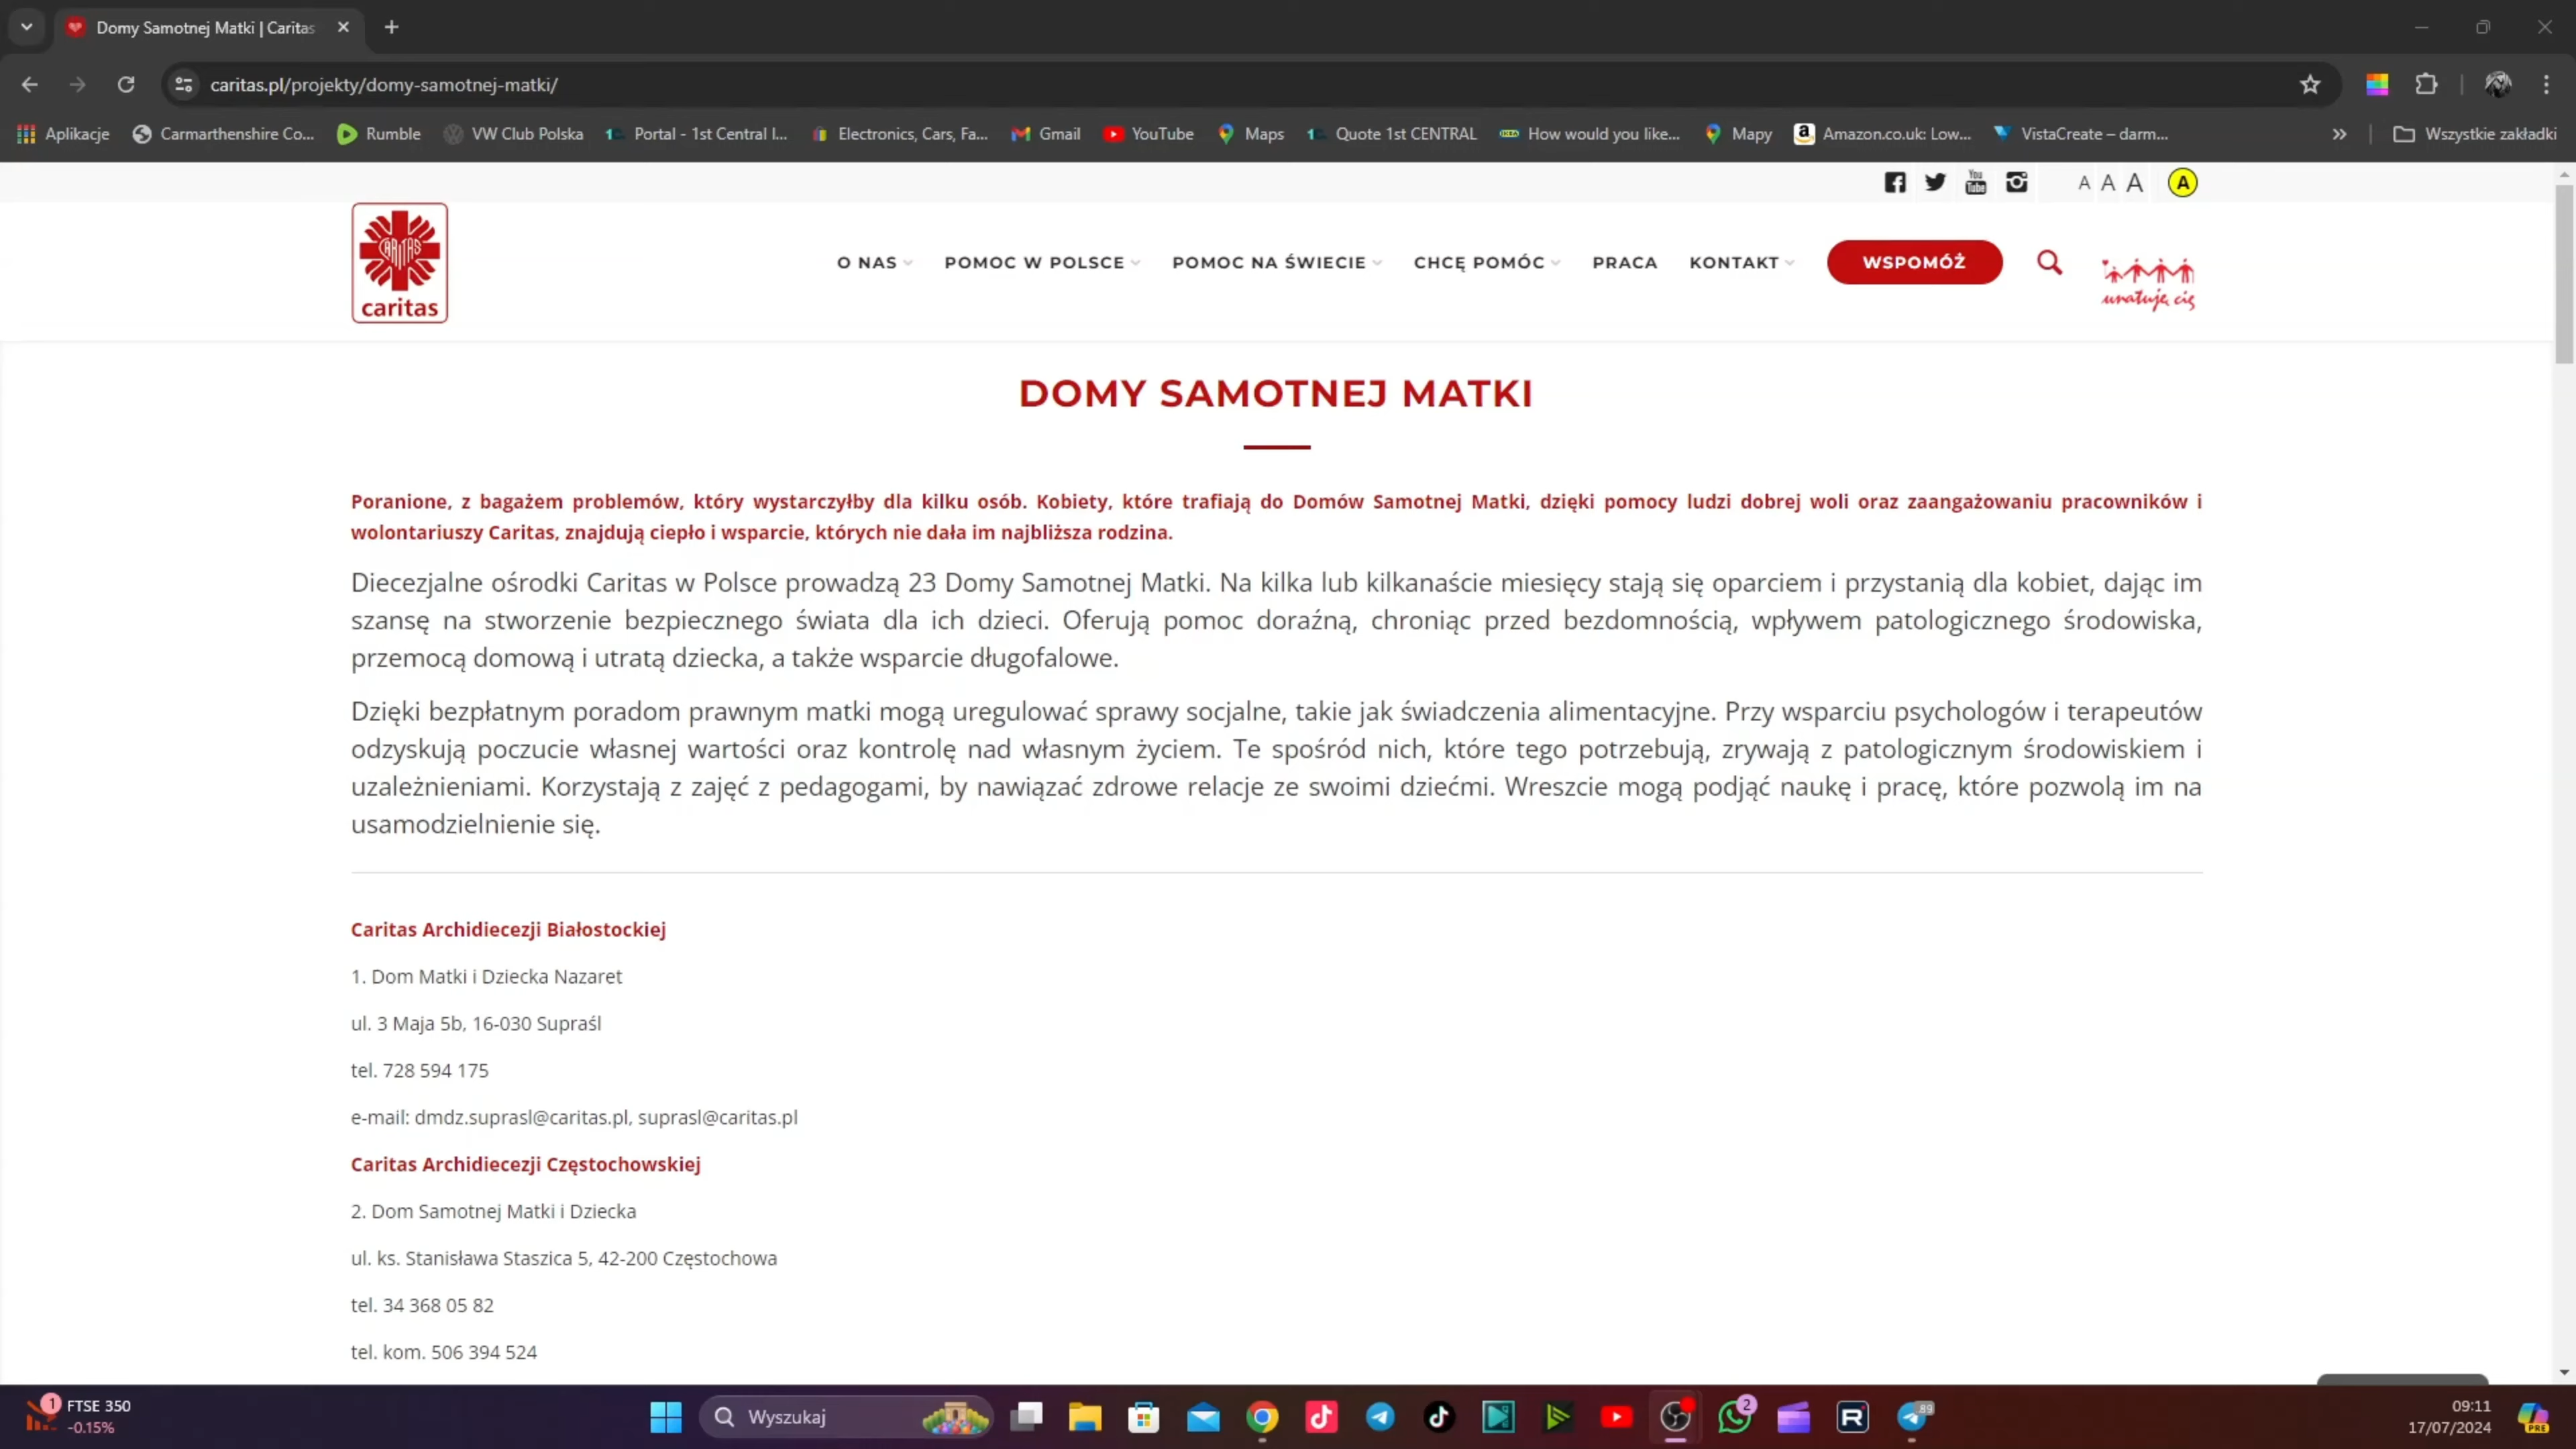 Domy Samotnej Matki | Caritas
caritas.pl/projekty/domy-samotnej-matki/
Aplikacje Carmarthenshire Co... Rumble VW Club Polska Portal - 1st Central I... Electronics, Cars, Fa... Gmail YouTube Maps Quote 1st CENTRAL How would you like... Mapy Amazon.co.uk: Low... VistaCreate – darm... » Wszystkie zakładki
You Tube A A A A
CARITAS
caritas
O NAS POMOC W POLSCE POMOC NA ŚWIECIE CHCĘ POMÓC PRACA KONTAKT WSPOMÓŻ
DOMY SAMOTNEJ MATKI
Poranione, z bagażem problemów, który wystarczyłby dla kilku osób. Kobiety, które trafiają do Domów Samotnej Matki, dzięki pomocy ludzi dobrej woli oraz zaangażowaniu pracowników i
wolontariuszy Caritas, znajdują ciepło i wsparcie, których nie dała im najbliższa rodzina.
Diecezjalne ośrodki Caritas w Polsce prowadzą 23 Domy Samotnej Matki. Na kilka lub kilkanaście miesięcy stają się oparciem i przystanią dla kobiet, dając im
szansę na stworzenie bezpiecznego świata dla ich dzieci. Oferują pomoc doraźną, chroniąc przed bezdomnością, wpływem patologicznego środowiska,
przemocą domową i utratą dziecka, a także wsparcie długofalowe.
Dzięki bezpłatnym poradom prawnym matki mogą uregulować sprawy socjalne, takie jak świadczenia alimentacyjne. Przy wsparciu psychologów i terapeutów
odzyskują poczucie własnej wartości oraz kontrolę nad własnym życiem. Te spośród nich, które tego potrzebują, zrywają z patologicznym środowiskiem i
uzależnieniami. Korzystają z zajęć z pedagogami, by nawiązać zdrowe relacje ze swoimi dziećmi. Wreszcie mogą podjąć naukę i pracę, które pozwolą im na
usamodzielnienie się.
Caritas Archidiecezji Białostockiej
1. Dom Matki i Dziecka Nazaret
ul. 3 Maja 5b, 16-030 Supraśl
tel. 728 594 175
e-mail: dmdz.suprasl@caritas.pl, suprasl@caritas.pl
Caritas Archidiecezji Częstochowskiej
2. Dom Samotnej Matki i Dziecka
ul. ks. Stanisława Staszica 5, 42-200 Częstochowa
tel. 34 368 05 82
tel. kom. 506 394 524
1 FTSE 350
-0.15%
Wyszukaj
2
89
09:11
17/07/2024
PRE